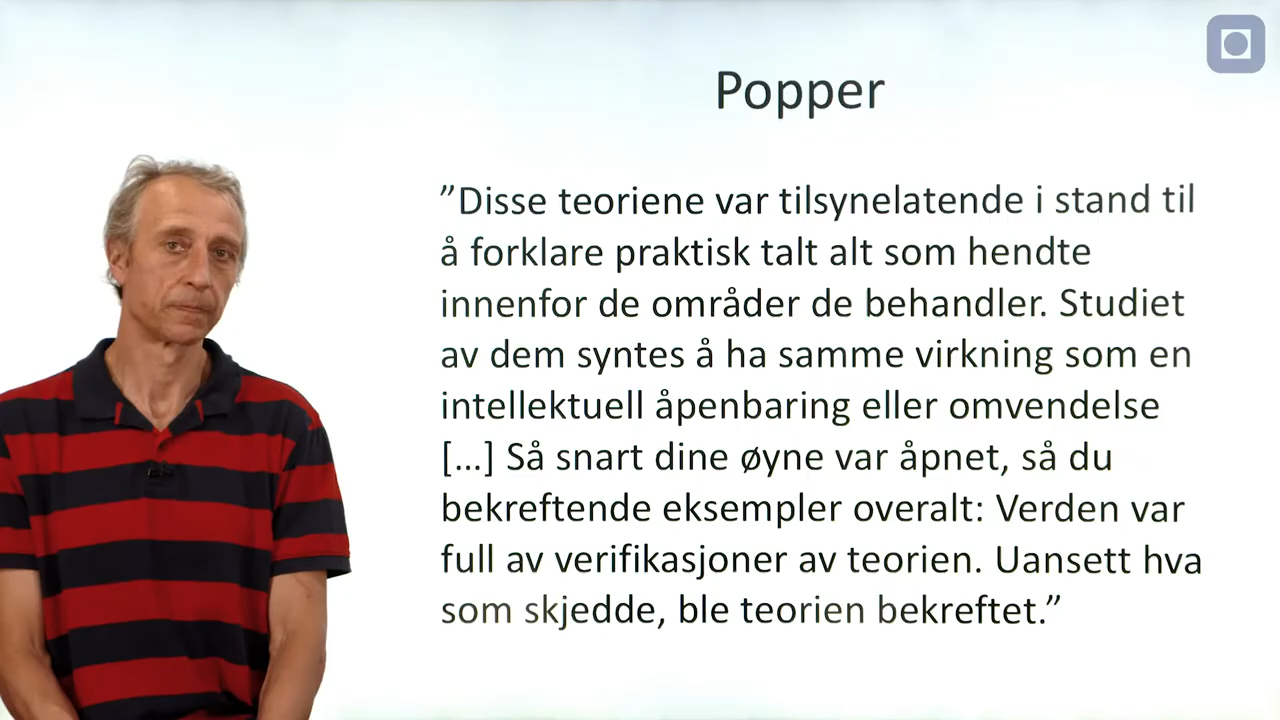 Popper
”Disse teoriene var tilsynelatende i stand til
å forklare praktisk talt alt som hendte
innenfor de områder de behandler. Studiet
av dem syntes å ha samme virkning som en
intellektuell åpenbaring eller omvendelse
[…] Så snart dine øyne var åpnet, så du
bekreftende eksempler overalt: Verden var
full av verifikasjoner av teorien. Uansett hva
som skjedde, ble teorien bekreftet.”